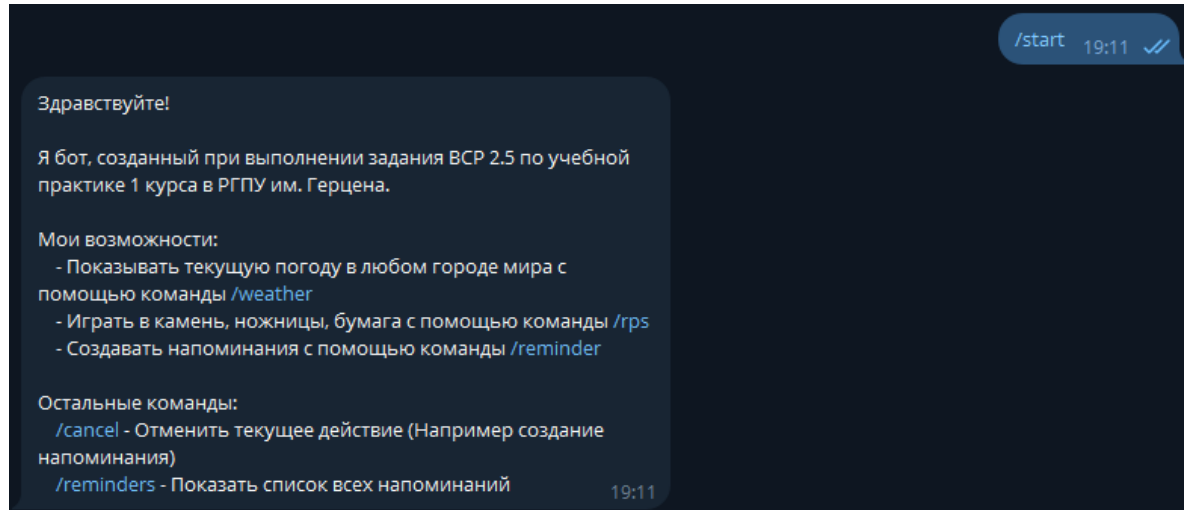 /start 19:11
Здравствуйте!
Я бот, созданный при выполнении задания ВСР 2.5 по учебной
практике 1 курса в РГПУ им. Герцена.
Мои возможности:
- Показывать текущую погоду в любом городе мира с
помощью команды /weather
- Играть в камень, ножницы, бумага с помощью команды /rps
- Создавать напоминания с помощью команды /reminder
Остальные команды:
/cancel - Отменить текущее действие (Например создание
напоминания)
/reminders - Показать список всех напоминаний 19:11